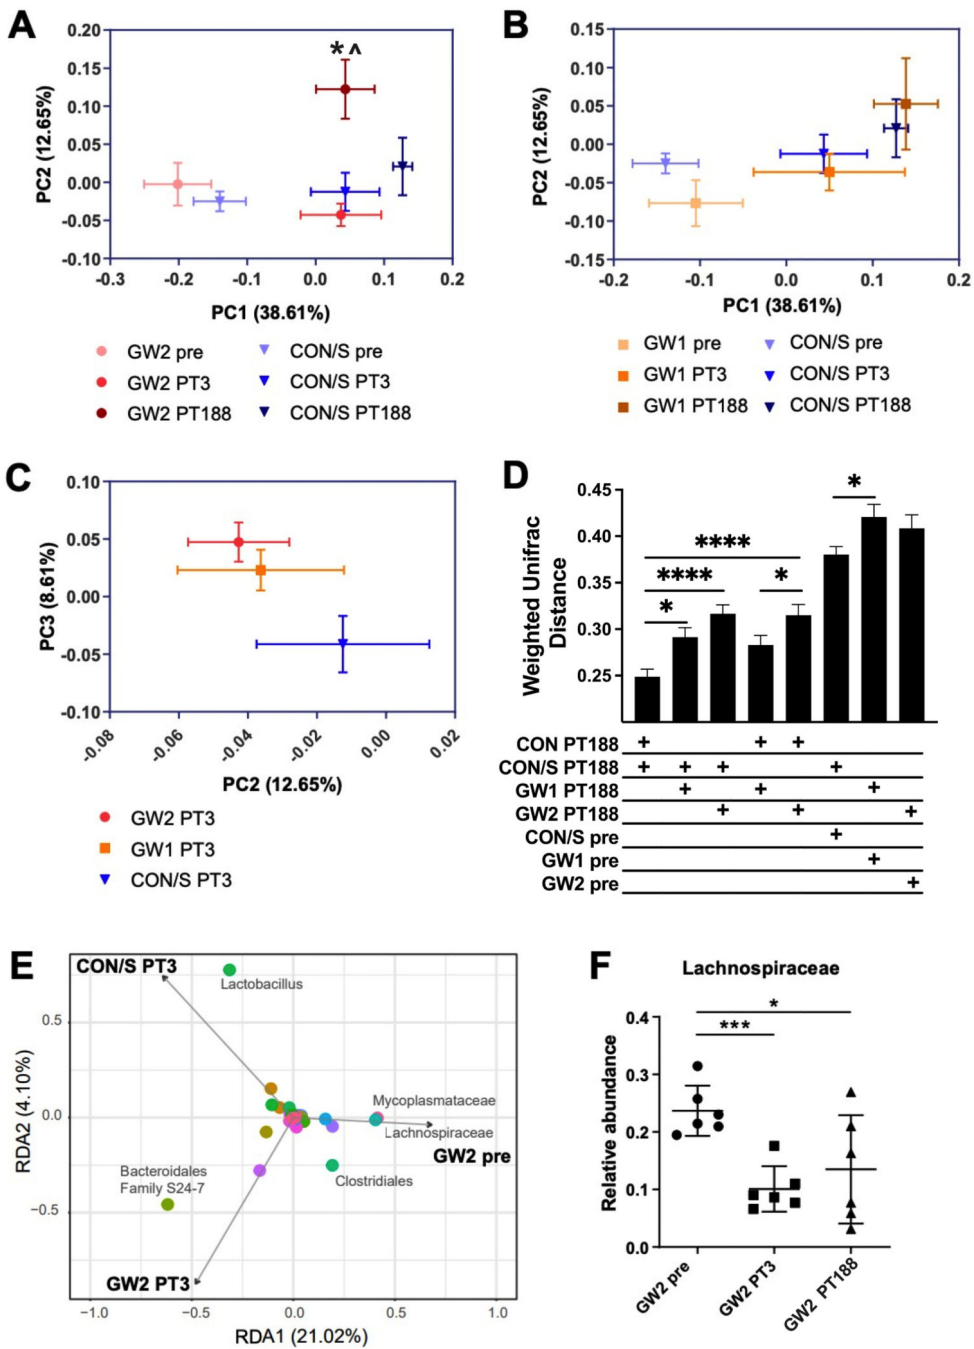 A
0.20
0.15
0.10
0.05
0.00
-0.05
-0.10
PC2 (12.65%)
*^
-0.3
-0.2
-0.1
0.0
0.1
0.2
PC1 (38.61%)
GW2 pre
CON/S pre
GW2 PT3
CON/S PT3
GW2 PT188
CON/S PT188
B
0.15
0.10
0.05
0.00
-0.05
-0.10
-0.15
PC2 (12.65%)
-0.2
-0.1
0.0
0.1
0.2
PC1 (38.61%)
GW1 pre
CON/S pre
GW1 PT3
CON/S PT3
GW1 PT188
CON/S PT188
C
0.10
0.05
0.00
-0.05
-0.10
PC3 (8.61%)
-0.08
-0.06
-0.04
-0.02
0.00
0.02
PC2 (12.65%)
GW2 PT3
GW1 PT3
CON/S PT3
D
0.45
0.40
0.35
0.30
0.25
Weighted Unifrac
Distance
*
****
****
*
*
CON PT188 + + +
CON/S PT188 + + + +
GW1 PT188 + + +
GW2 PT188 + + +
CON/S pre +
GW1 pre +
GW2 pre +
E
CON/S PT3
Lactobacillus
0.5
0.0
−0.5
RDA2 (4.10%)
Mycoplasmataceae
Lachnospiraceae
GW2 pre
Bacteroidales
Family S24-7
Clostridiales
GW2 PT3
−1.0
−0.5
0.0
0.5
1.0
RDA1 (21.02%)
F
Lachnospiraceae
*
***
0.4
0.3
0.2
0.1
0.0
Relative abundance
GW2 pre
GW2 PT3
GW2 PT188